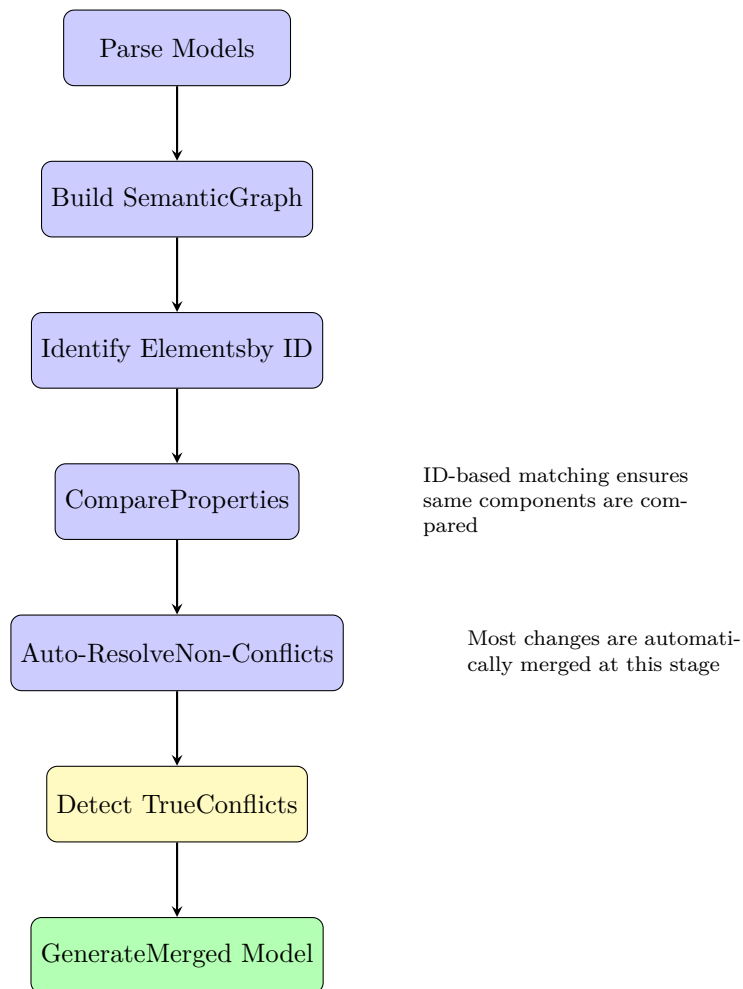 Parse Models
Build SemanticGraph
Identify Elementsby ID
CompareProperties
ID-based matching ensures
same components are com-
pared
Auto-ResolveNon-Conflicts
Most changes are automati-
cally merged at this stage
Detect TrueConflicts
GenerateMerged Model